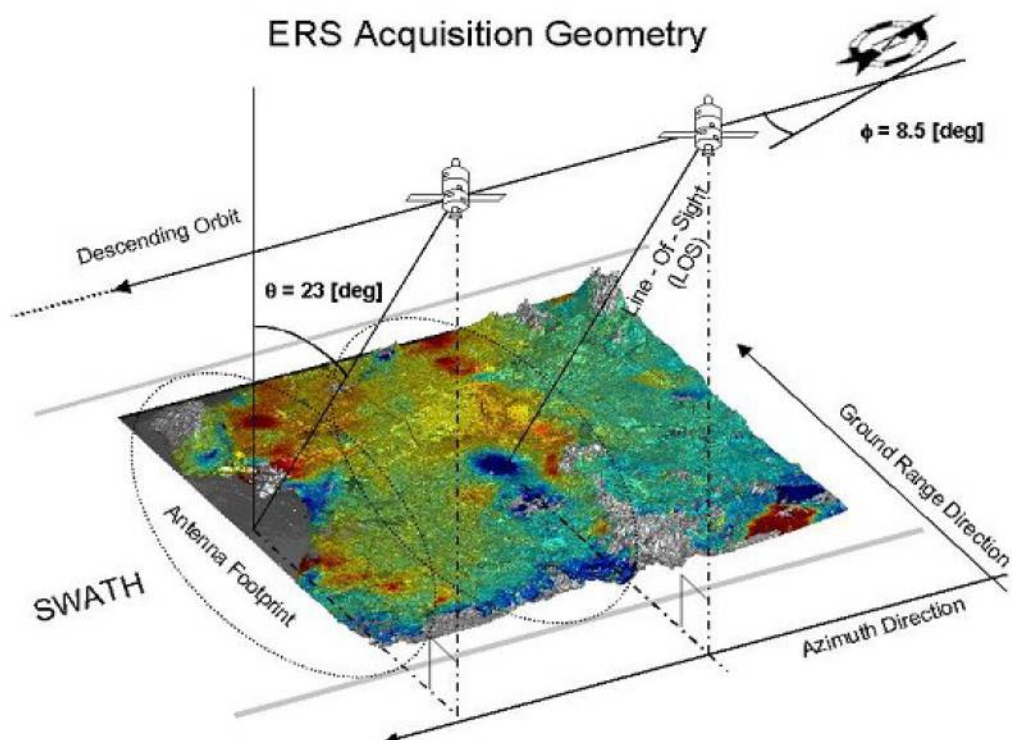 ERS Acquisition Geometry
ϕ = 8.5 [deg]
Descending Orbit
θ = 23 [deg]
Line - Of - Sight
(LOS)
Ground Range Direction
Antenna Footprint
SWATH
Azimuth Direction